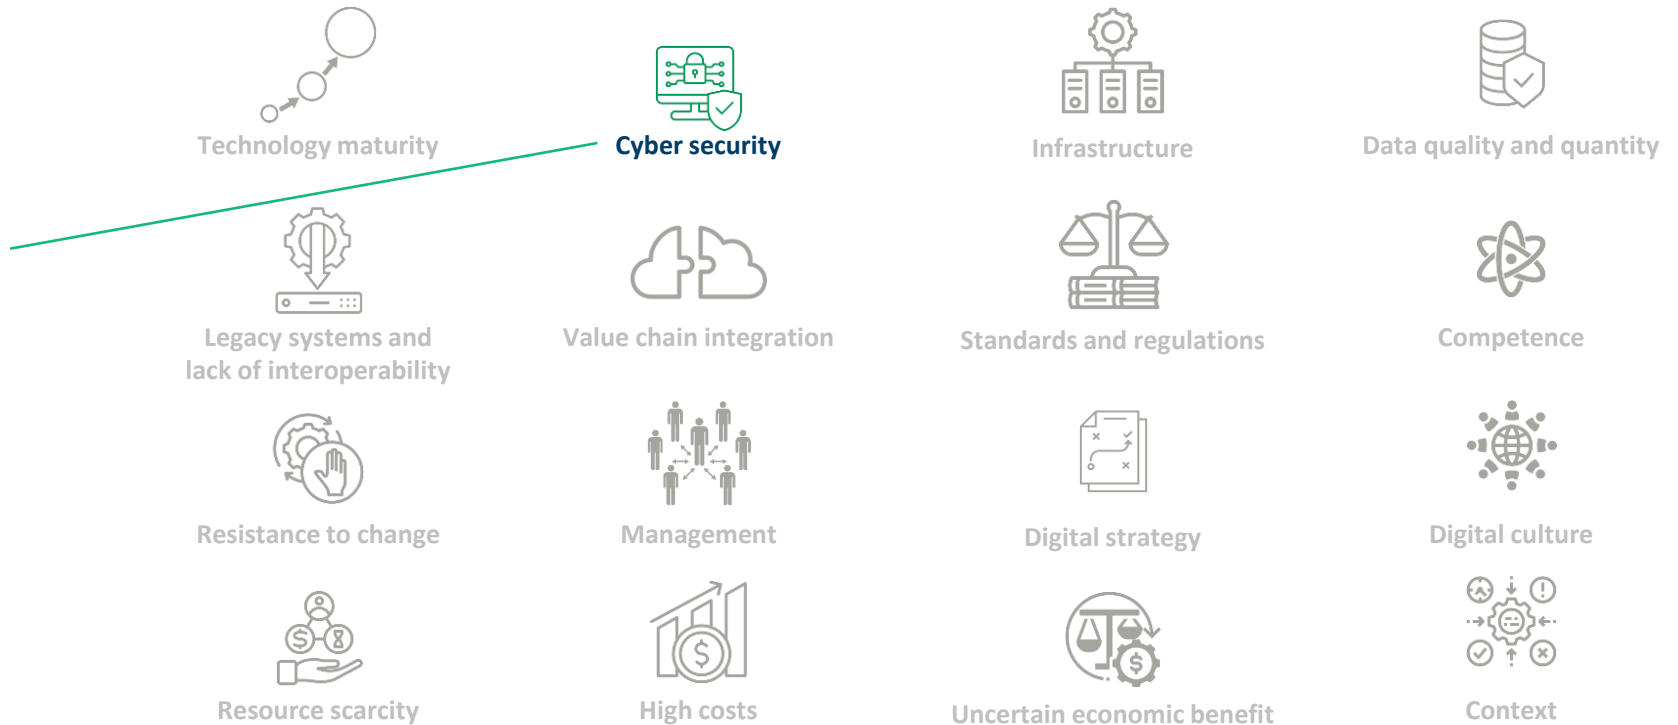 Technology maturity
Cyber security
Infrastructure
Data quality and quantity
Legacy systems and
lack of interoperability
Value chain integration
Standards and regulations
Competence
Resistance to change
Management
Digital strategy
Digital culture
Resource scarcity
High costs
Uncertain economic benefit
Context